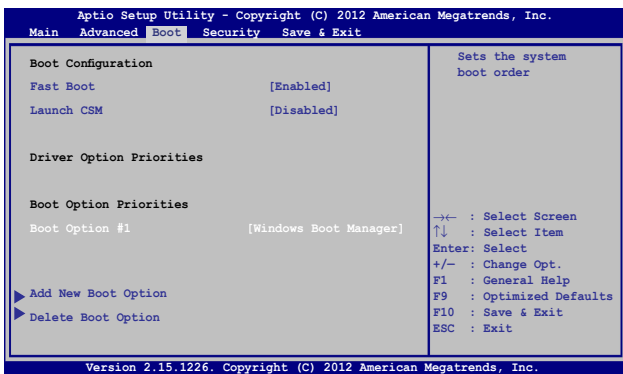 Aptio Setup Utility - Copyright (C) 2012 American Megatrends, Inc.
Main Advanced Boot Security Save & Exit
Boot Configuration
Fast Boot [Enabled]
Launch CSM [Disabled]
Driver Option Priorities
Boot Option Priorities
Boot Option #1 [Windows Boot Manager]
Add New Boot Option
Delete Boot Option
Sets the system
boot order
→← : Select Screen
↑↓ : Select Item
Enter: Select
+/— : Change Opt.
F1 : General Help
F9 : Optimized Defaults
F10 : Save & Exit
ESC : Exit
Version 2.15.1226. Copyright (C) 2012 American Megatrends, Inc.